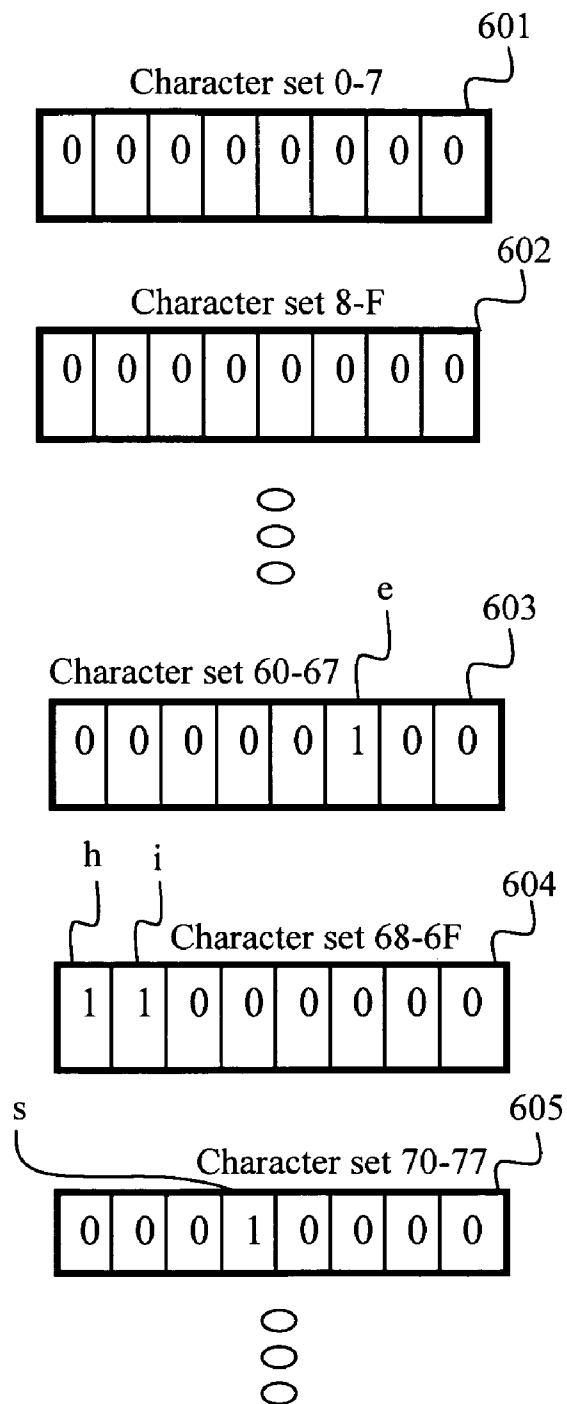 601
Character set 0-7
0 0 0 0 0 0 0 0
602
Character set 8-F
0 0 0 0 0 0 0 0
e 603
Character set 60-67
0 0 0 0 0 1 0 0
h i 604
Character set 68-6F
1 1 0 0 0 0 0 0
s 605
Character set 70-77
0 0 0 1 0 0 0 0